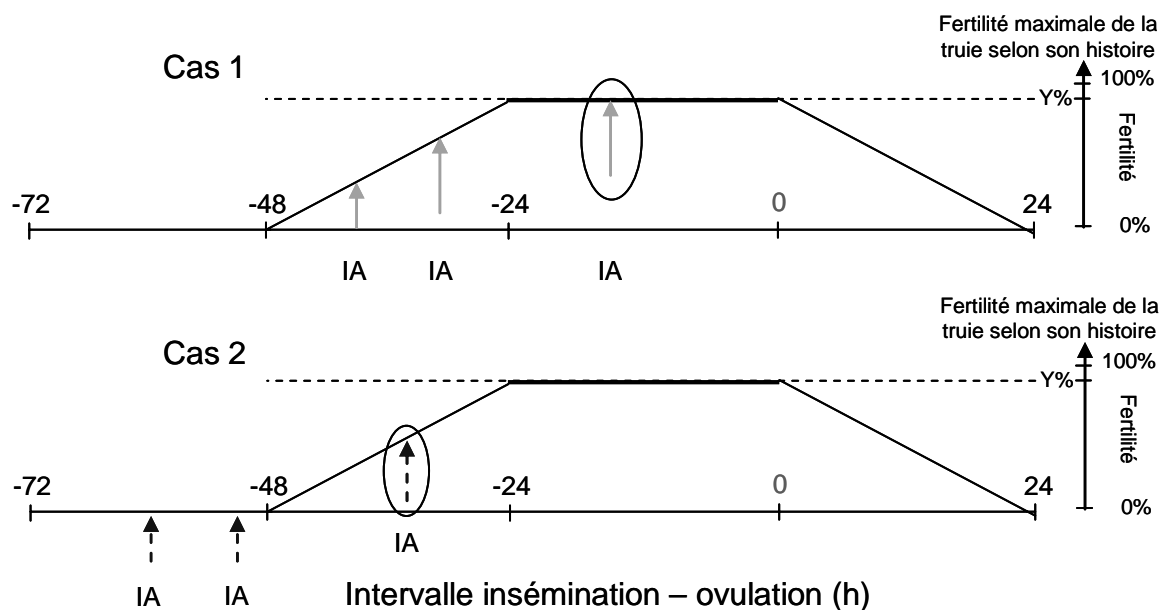 Fertilité maximale de la
truie selon son histoire
Cas 1
100%
Y%
Fertilité
-72
-48
-24
0
24
0%
IA
IA
IA
Fertilité maximale de la
truie selon son histoire
Cas 2
100%
Y%
Fertilité
-72
-48
-24
0
24
0%
IA
IA
IA
Intervalle insémination – ovulation (h)